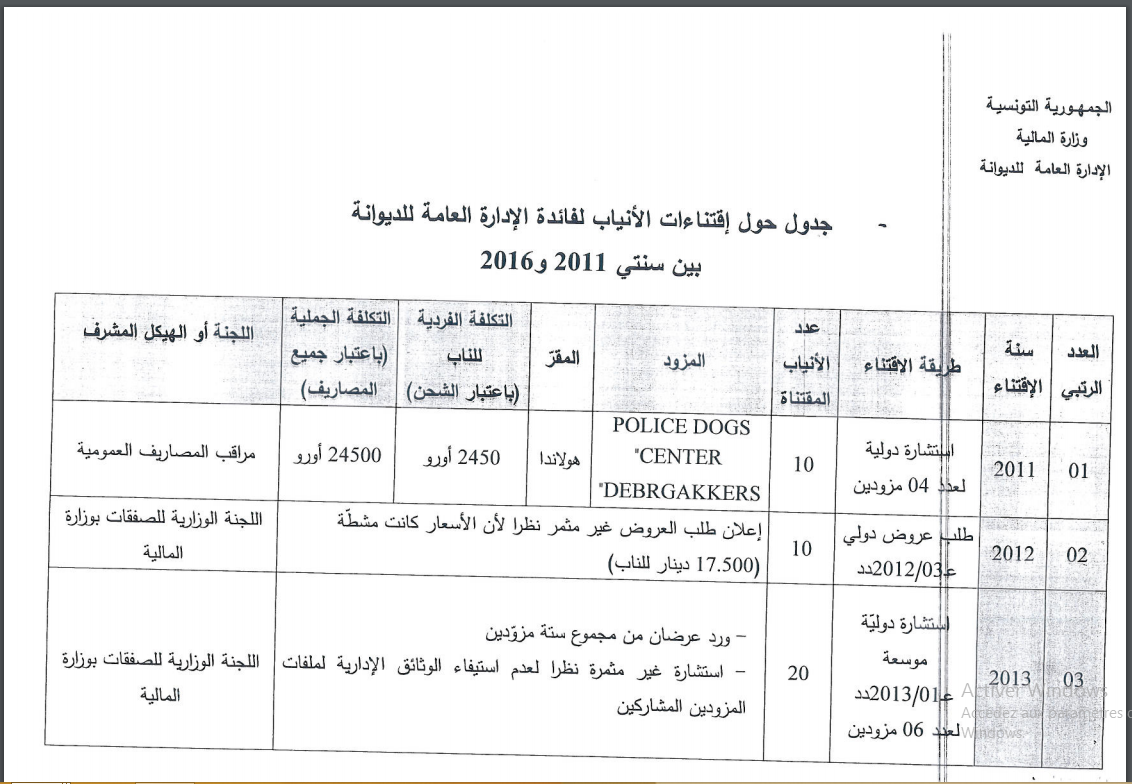 الجمهورية التونسية
وزارة المالية
الإدارة العامة للديوانة
- جدول حول إقتناءات الأنياب لفائدة الإدارة العامة للديوانة
بين سنتي 2011 و2016
العدد
الرتبي
سنة
الإقتناء
طريقة الاقتناء
عدد
الأنياب
المقتناة
المزود
المقرّ
التكلفة الفردية
للناب
(باعتبار الشحن)
التكلفة الجملية
(باعتبار جميع
المصاريف)
اللجنة أو الهيكل المشرف
01
2011
استشارة دولية
لعدد 04 مزودين
10
POLICE DOGS
"CENTER
"DEBRGAKKERS
هولاندا
2450 أورو
24500 أورو
مراقب المصاريف العمومية
02
2012
طلب عروض دولي
عـ2012/03ـدد
10
إعلان طلب العروض غير مثمر نظرا لأن الأسعار كانت مشطّة
(17.500 دينار للناب)
اللجنة الوزارية للصفقات بوزارة
المالية
03
2013
استشارة دوليّة
موسعة
عـ2013/01ـدد
لعدد 06 مزودين
20
– ورد عرضان من مجموع ستة مزوّدين
– استشارة غير مثمرة نظرا لعدم استيفاء الوثائق الإدارية لملفات
المزودين المشاركين
اللجنة الوزارية للصفقات بوزارة
المالية
Activer Windows
Accédez aux paramètres d
Windows.